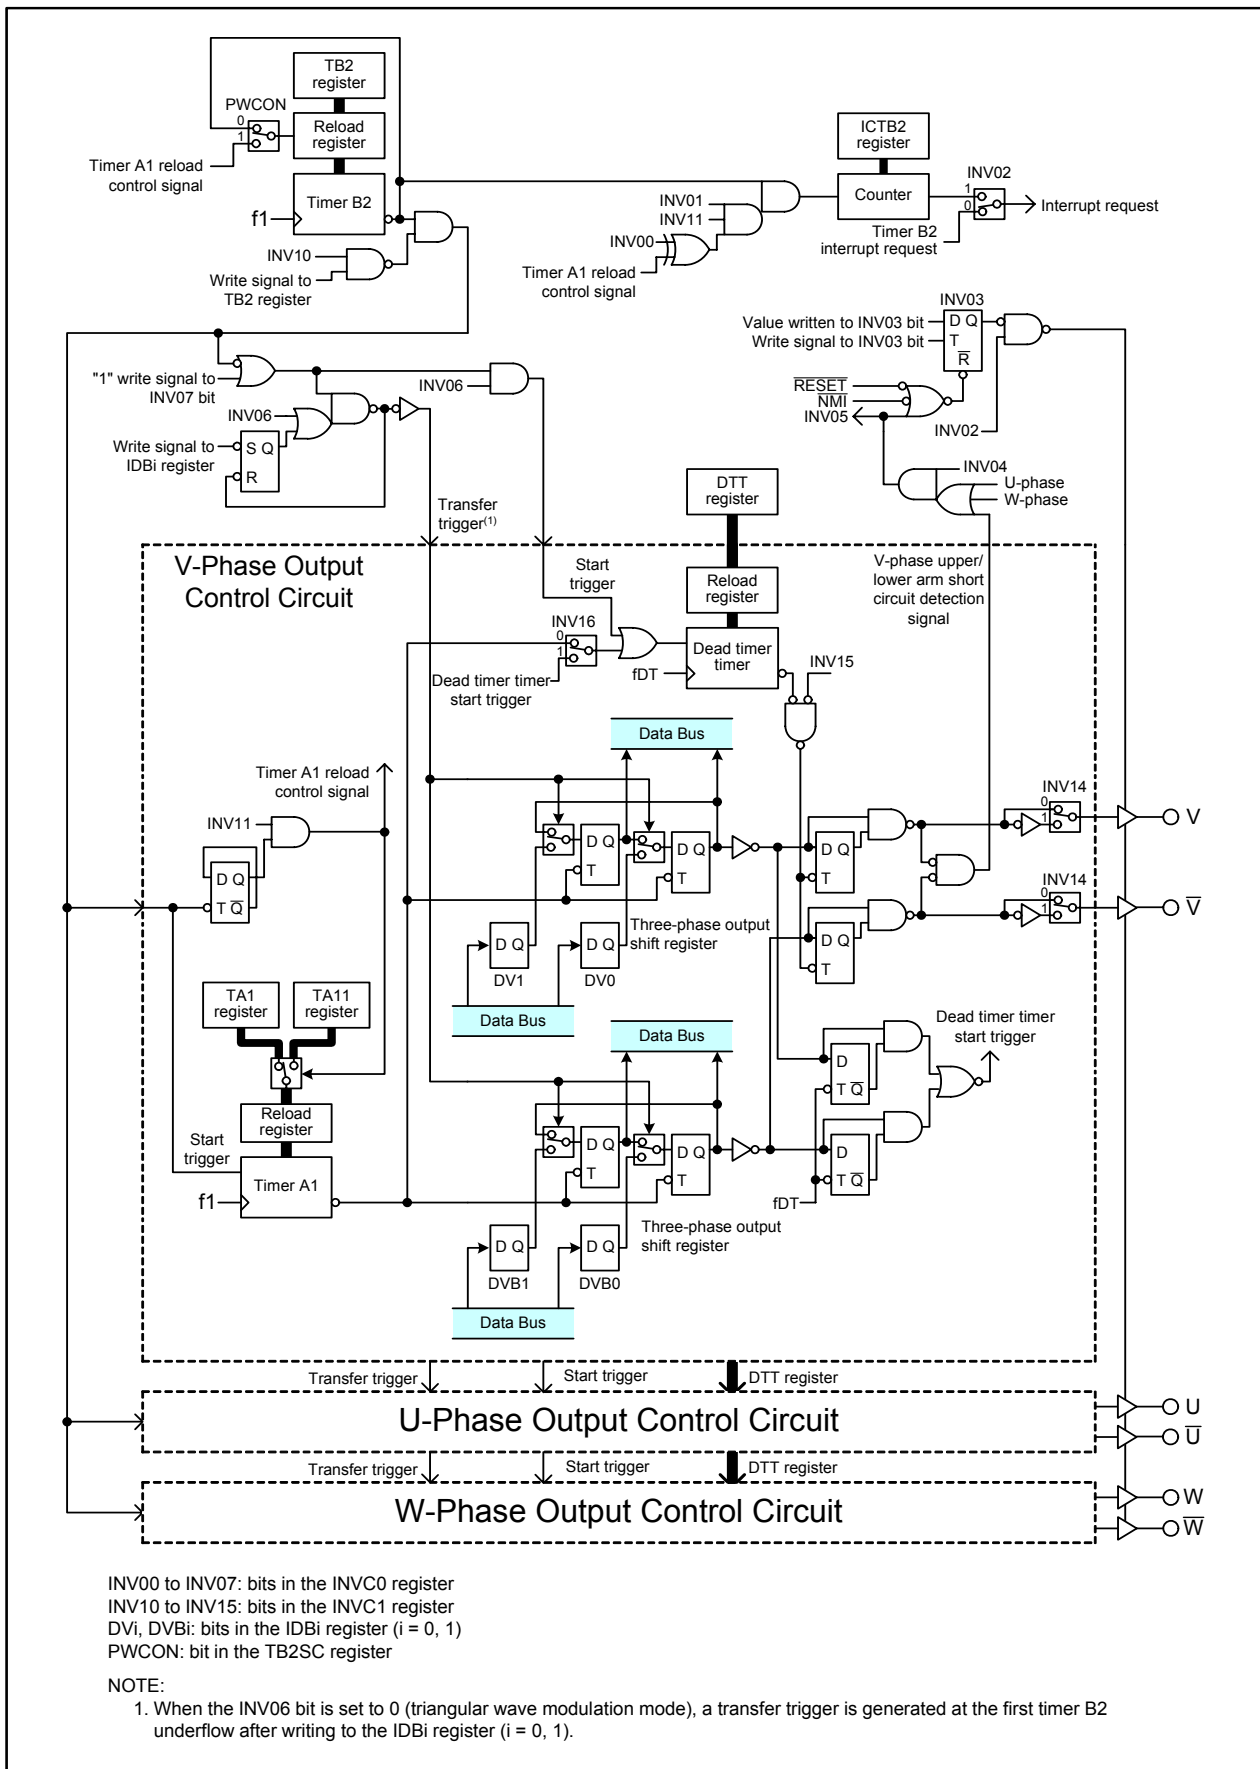 TB2
register
PWCON
0
1
Reload
register
Timer A1 reload
control signal
Timer B2
f1
INV10
Write signal to
TB2 register
ICTB2
register
INV02
1
0
Counter
Interrupt request
Timer B2
interrupt request
INV01
INV11
INV00
Timer A1 reload
control signal
INV03
Value written to INV03 bit
Write signal to INV03 bit
D Q
T
R̅
"1" write signal to
INV07 bit
INV06
INV06
Write signal to
IDBi register
S Q
R
R̅E̅S̅E̅T̅
N̅M̅I̅
INV05
INV02
INV04
U-phase
W-phase
Transfer
trigger(1)
DTT
register
V-Phase Output
Control Circuit
Start
trigger
Reload
register
V-phase upper/
lower arm short
circuit detection
signal
INV16
0
1
Dead timer timer
start trigger
Dead timer
timer
fDT
INV15
Data Bus
Timer A1 reload
control signal
INV11
D Q
T Q̅
D Q
T
D Q
T
D Q
T
INV14
0
1
V
D Q
T
INV14
0
1
V̅
Three-phase output
shift register
D Q
DV1
D Q
DV0
Data Bus
TA1
register
TA11
register
Data Bus
Dead timer timer
start trigger
D
T Q̅
Reload
register
Start
trigger
Timer A1
f1
D Q
T
D Q
T
D
T Q̅
fDT
Three-phase output
shift register
D Q
DVB1
D Q
DVB0
Data Bus
Transfer trigger
Start trigger
DTT register
U-Phase Output Control Circuit
U
U̅
Transfer trigger
Start trigger
DTT register
W-Phase Output Control Circuit
W
W̅
INV00 to INV07: bits in the INVC0 register
INV10 to INV15: bits in the INVC1 register
DVi, DVBi: bits in the IDBi register (i = 0, 1)
PWCON: bit in the TB2SC register
NOTE:
1. When the INV06 bit is set to 0 (triangular wave modulation mode), a transfer trigger is generated at the first timer B2
underflow after writing to the IDBi register (i = 0, 1).